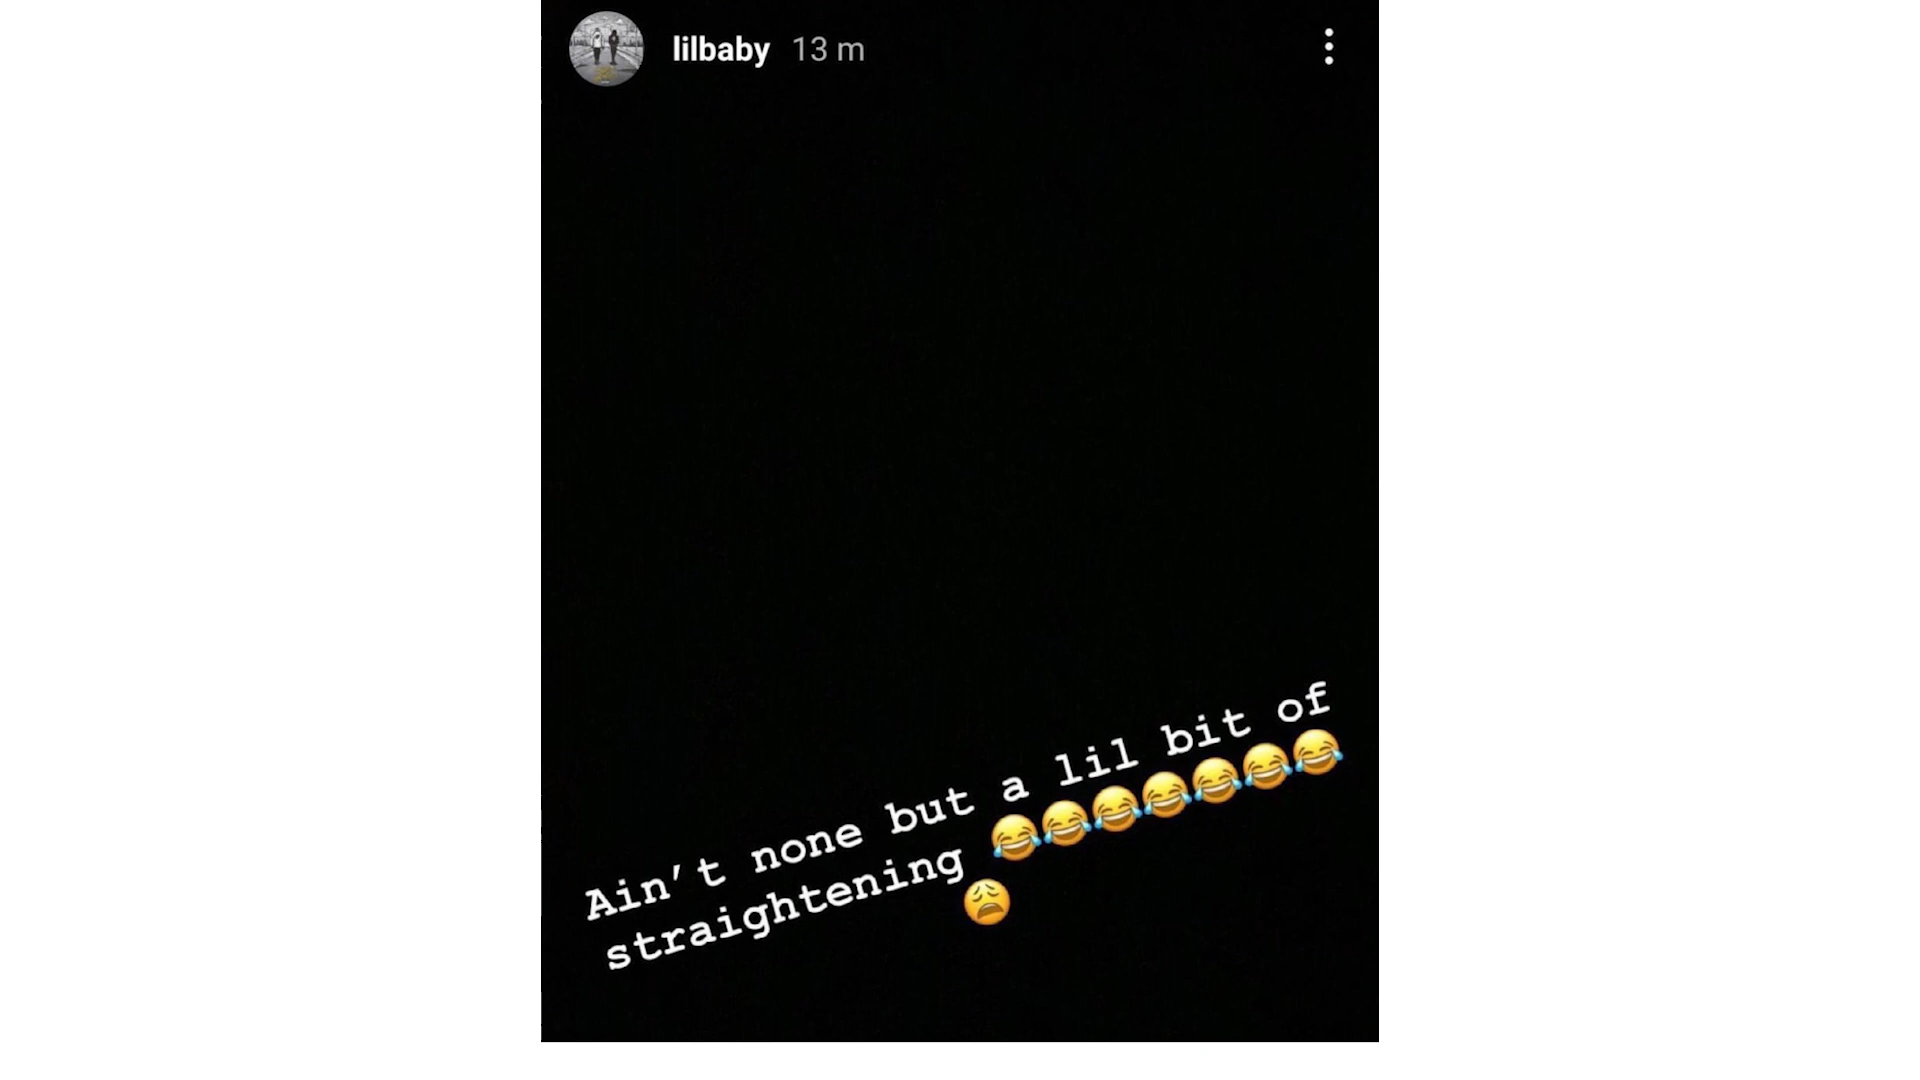 lilbaby 13 m
Ain't none but a lil bit of
straightening 😂😂😂😂😂😂😂
😩